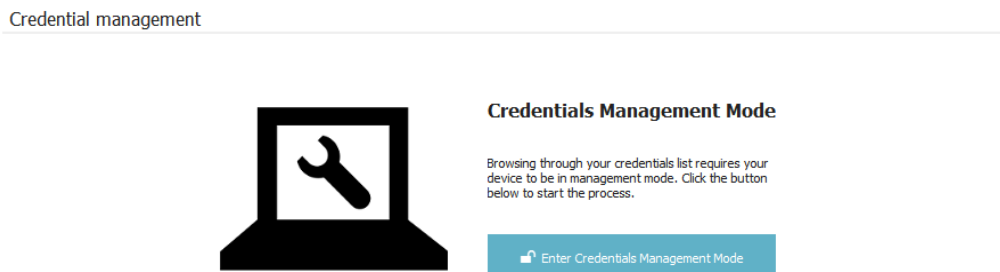 Credential management
Credentials Management Mode
Browsing through your credentials list requires your
device to be in management mode. Click the button
below to start the process.
Enter Credentials Management Mode